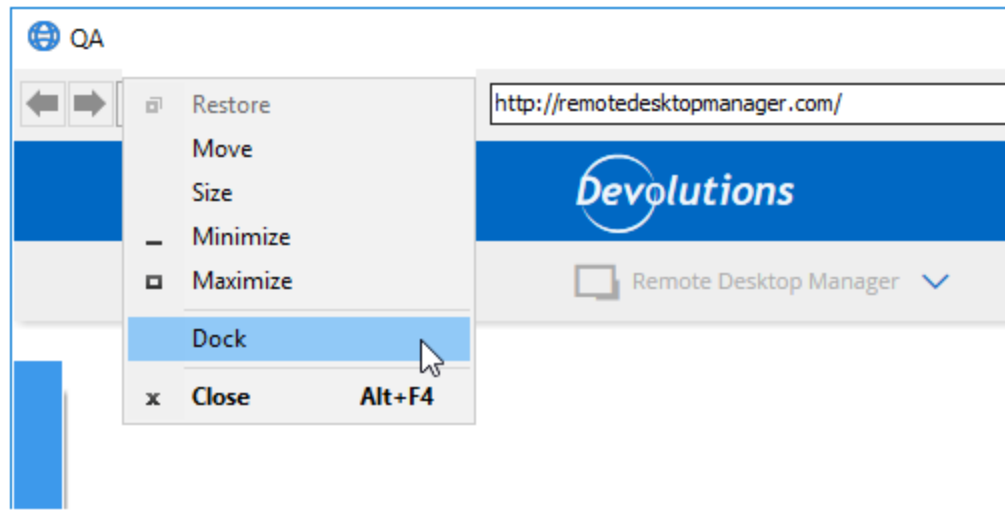 QA
http://remotedesktopmanager.com/
Restore
Move
Size
Minimize
Maximize
Dock
Close Alt+F4
Devolutions
Remote Desktop Manager